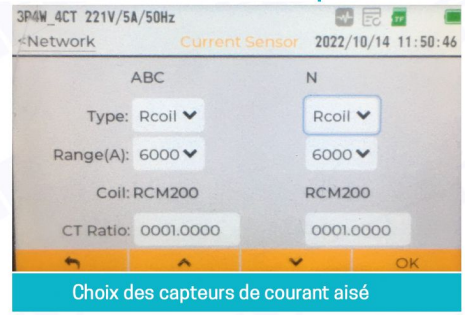 3P4W_4CT 221V/5A/50Hz
<Network Current Sensor 2022/10/14 11:50:46
ABC N
Type: Rcoil Rcoil
Range(A): 6000 6000
Coil: RCM200 RCM200
CT Ratio: 0001.0000 0001.0000
OK
Choix des capteurs de courant aisé